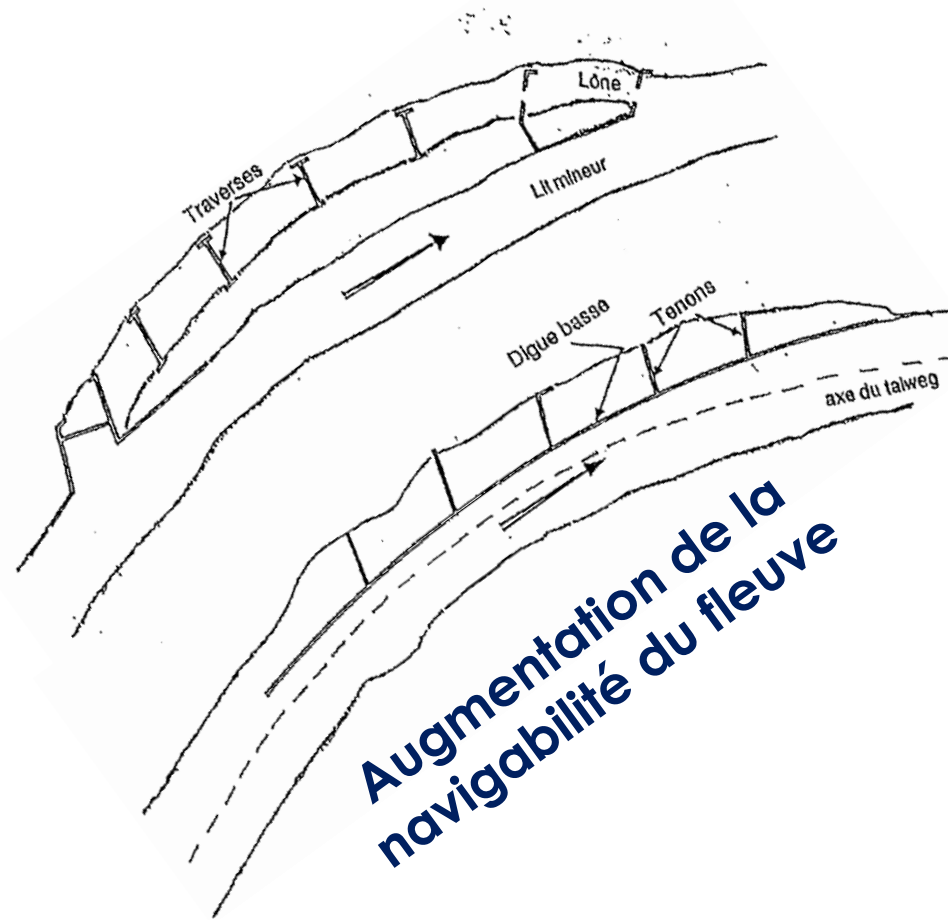 Lône
Traverses
Lit mineur
Digue basse
Tenons
axe du talweg
Augmentation de la
navigabilité du fleuve